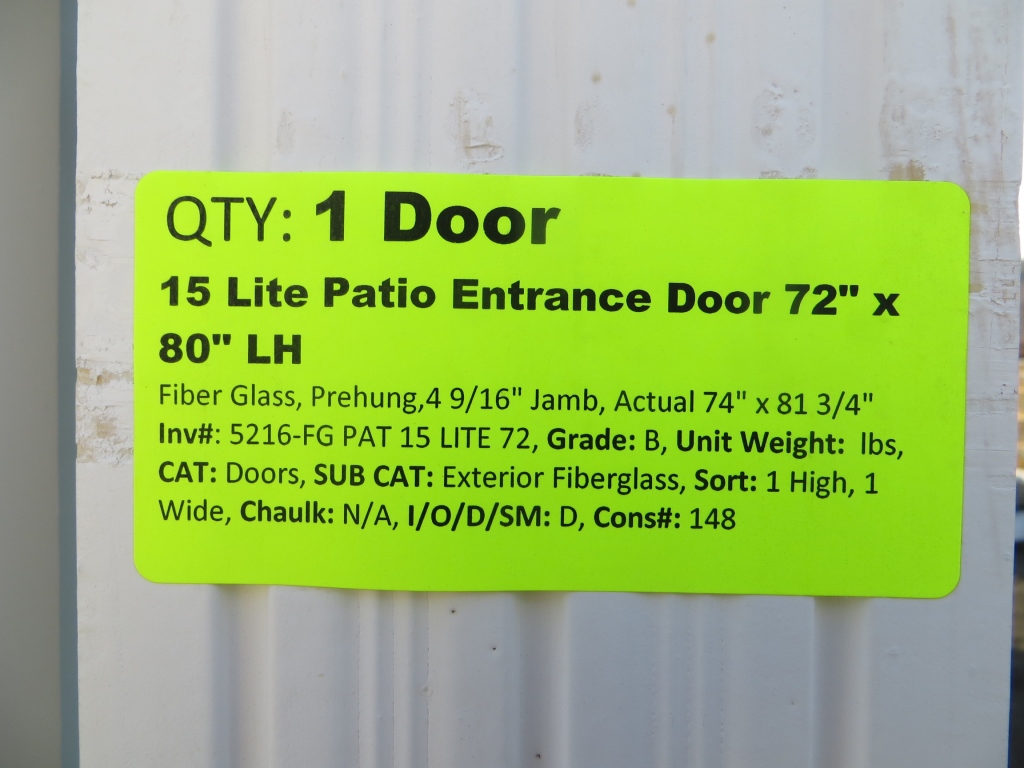 QTY: 1 Door
15 Lite Patio Entrance Door 72" x
80" LH
Fiber Glass, Prehung,4 9/16" Jamb, Actual 74" x 81 3/4"
Inv#: 5216-FG PAT 15 LITE 72, Grade: B, Unit Weight:  lbs,
CAT: Doors, SUB CAT: Exterior Fiberglass, Sort: 1 High, 1
Wide, Chaulk: N/A, I/O/D/SM: D, Cons#: 148